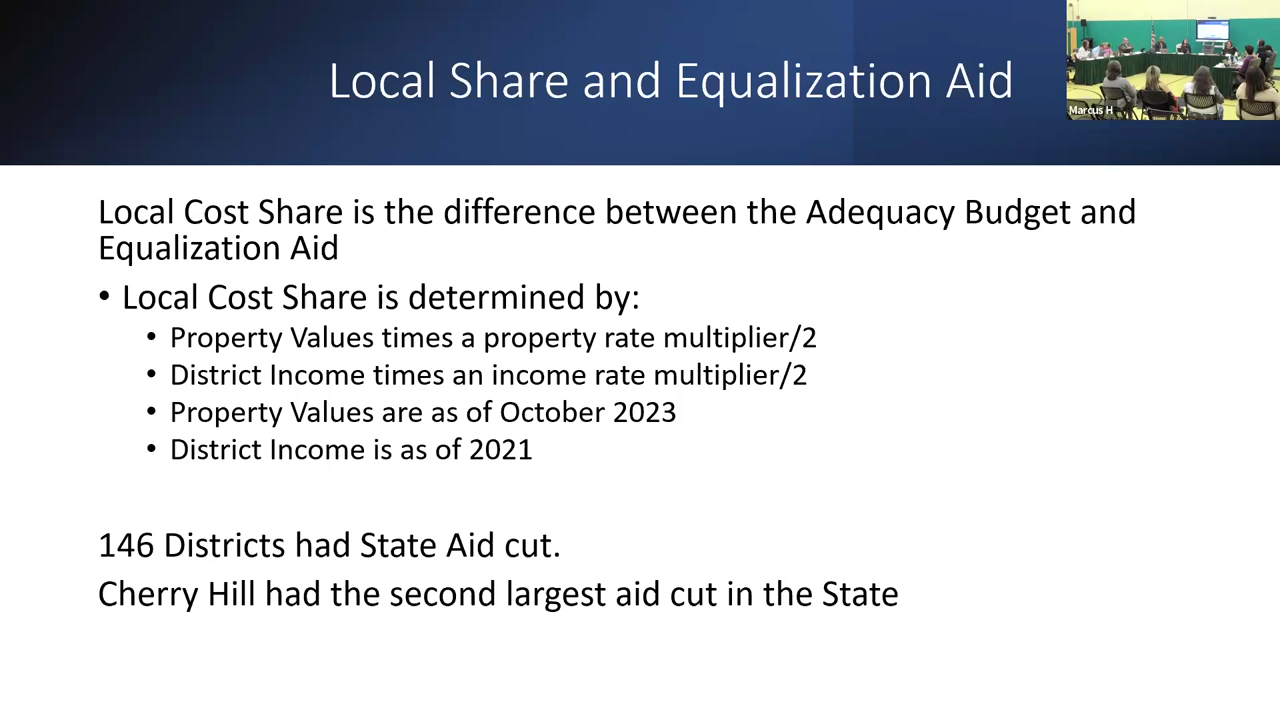 Local Share and Equalization Aid
Marcus H
Local Cost Share is the difference between the Adequacy Budget and
Equalization Aid
• Local Cost Share is determined by:
• Property Values times a property rate multiplier/2
• District Income times an income rate multiplier/2
• Property Values are as of October 2023
• District Income is as of 2021
146 Districts had State Aid cut.
Cherry Hill had the second largest aid cut in the State